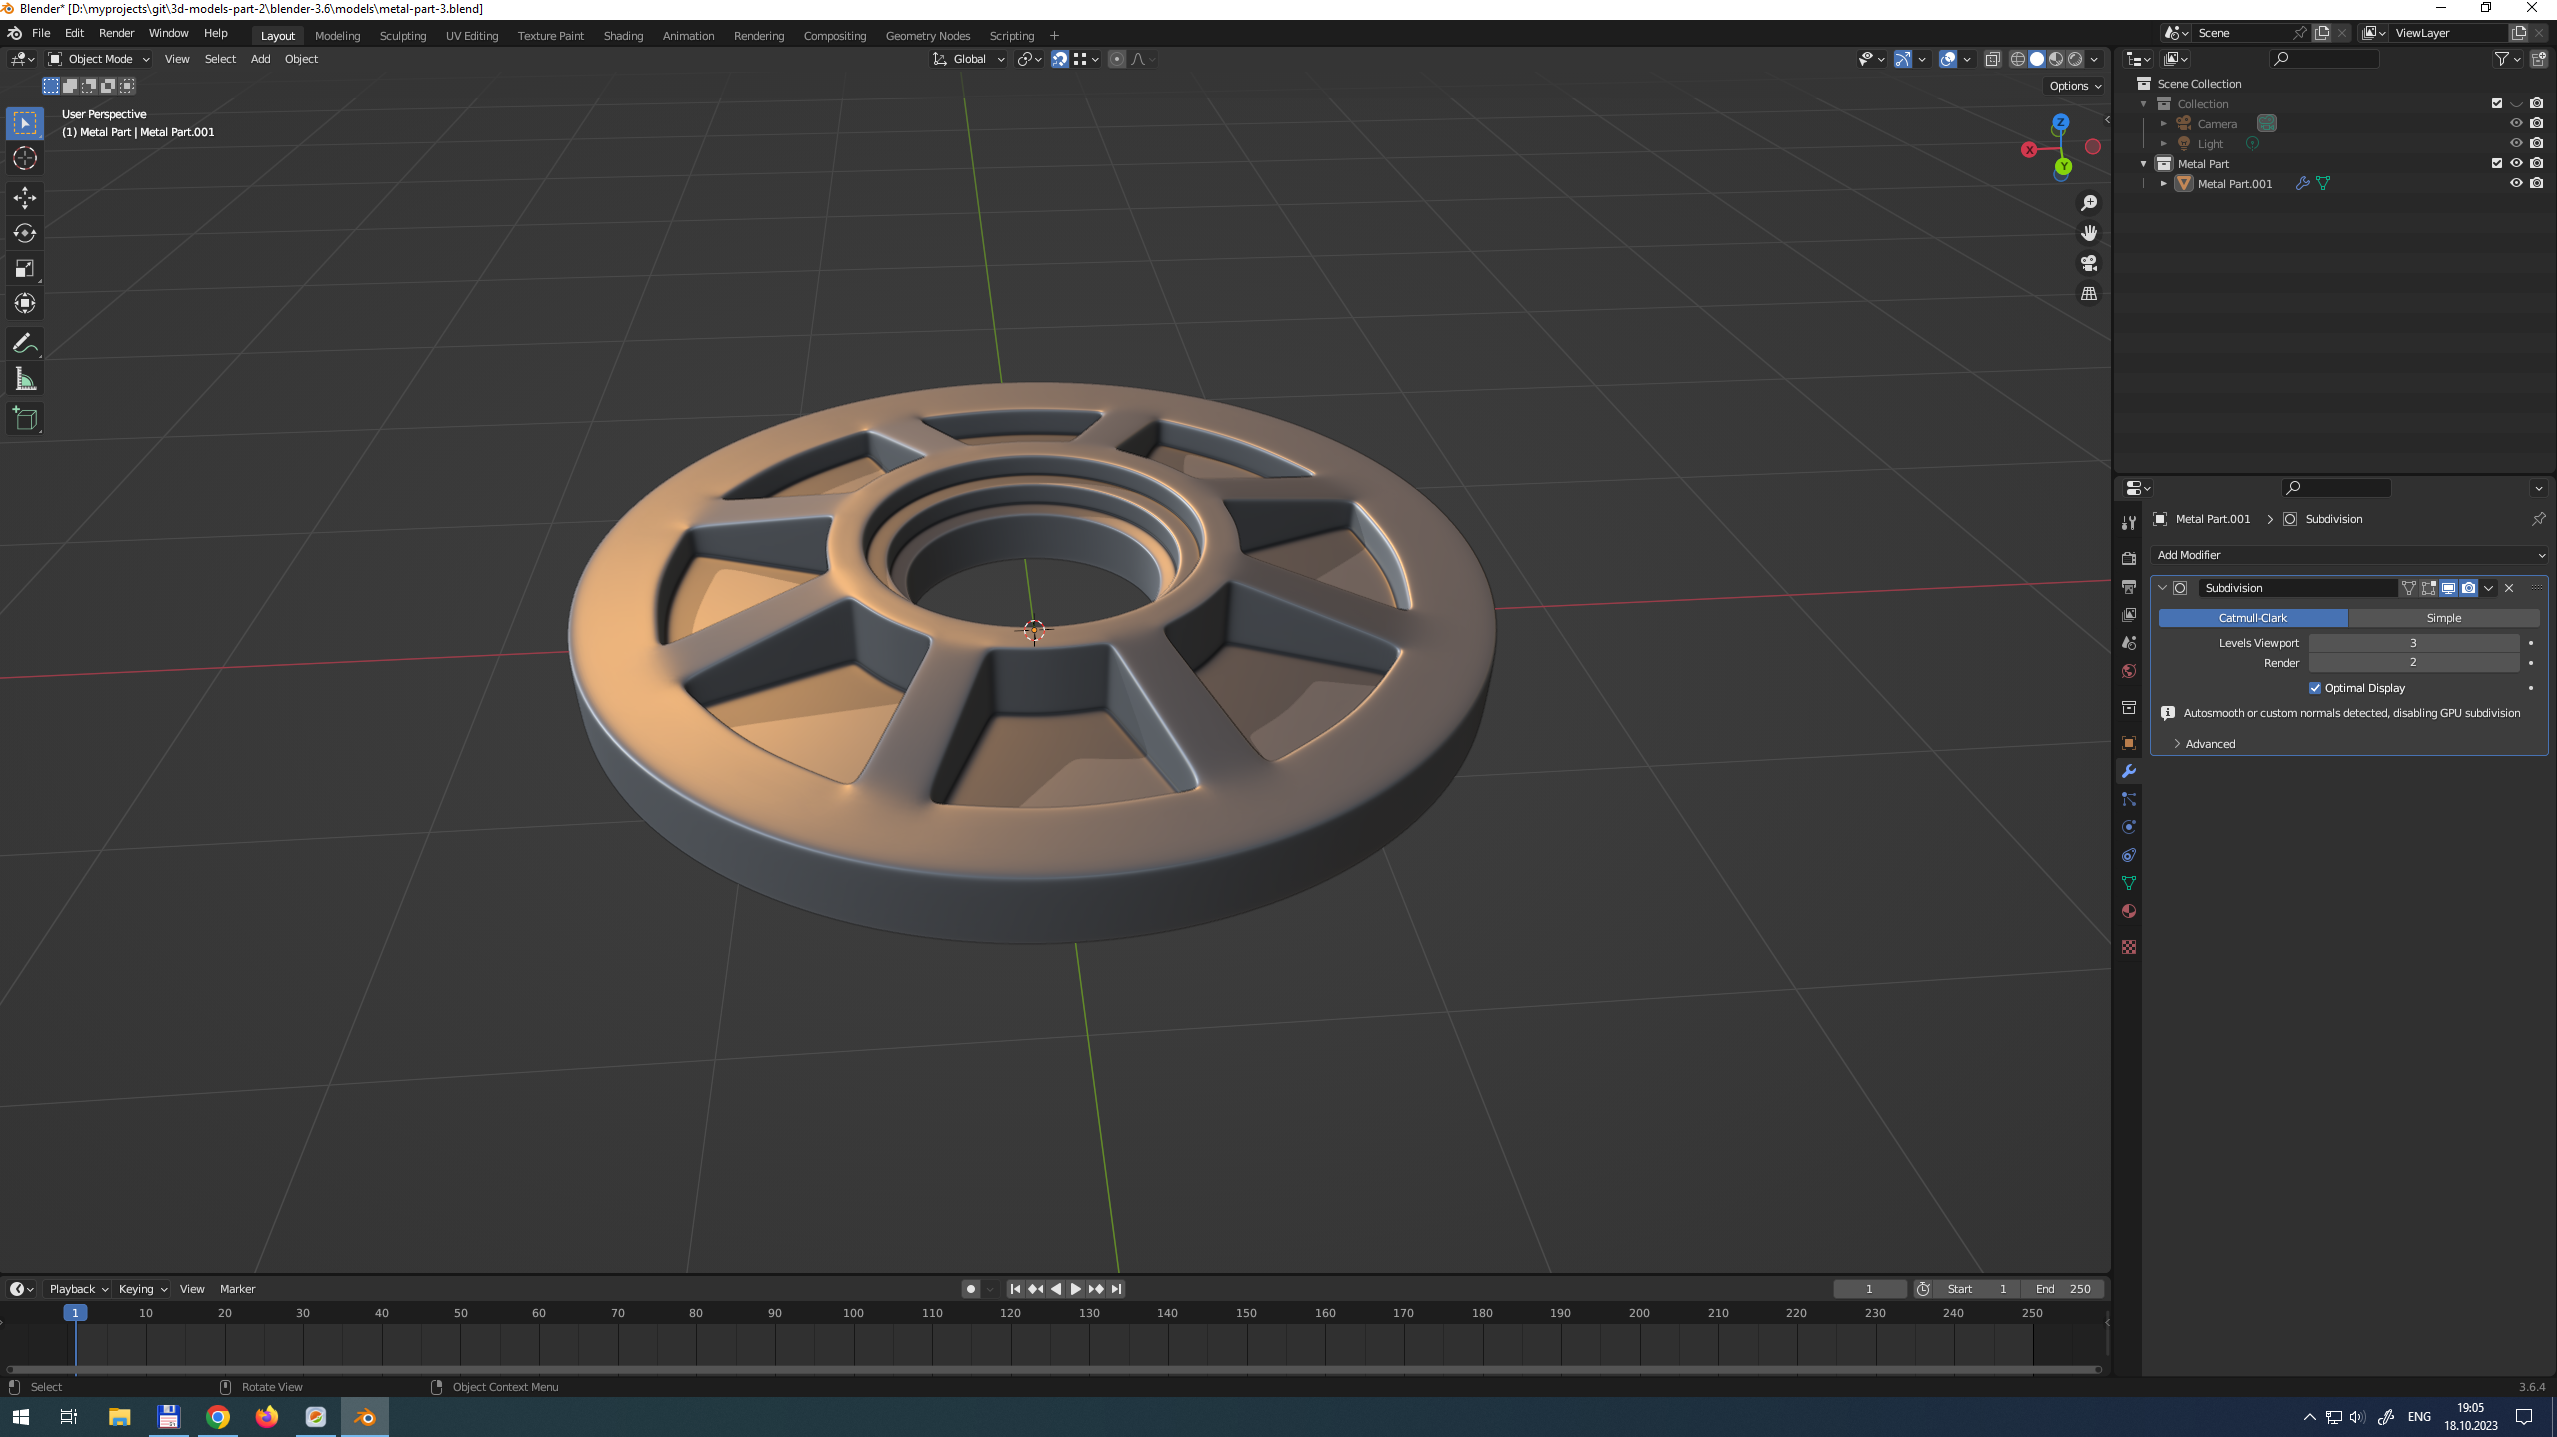 Blender* [D:\myprojects\git\3d-models-part-2\blender-3.6\models\metal-part-3.blend]
File Edit Render Window Help Layout Modeling Sculpting UV Editing Texture Paint Shading Animation Rendering Compositing Geometry Nodes Scripting + Scene ViewLayer
Object Mode View Select Add Object Global
Options
User Perspective
(1) Metal Part | Metal Part.001
Z
X
Y
Scene Collection
Collection
Camera
Light
Metal Part
Metal Part.001
Metal Part.001 > Subdivision
Add Modifier
Subdivision
Catmull-Clark Simple
Levels Viewport 3
Render 2
Optimal Display
Autosmooth or custom normals detected, disabling GPU subdivision
Advanced
Playback Keying View Marker 1 Start 1 End 250
1 10 20 30 40 50 60 70 80 90 100 110 120 130 140 150 160 170 180 190 200 210 220 230 240 250
Select Rotate View Object Context Menu 3.6.4
ENG 19:05
18.10.2023